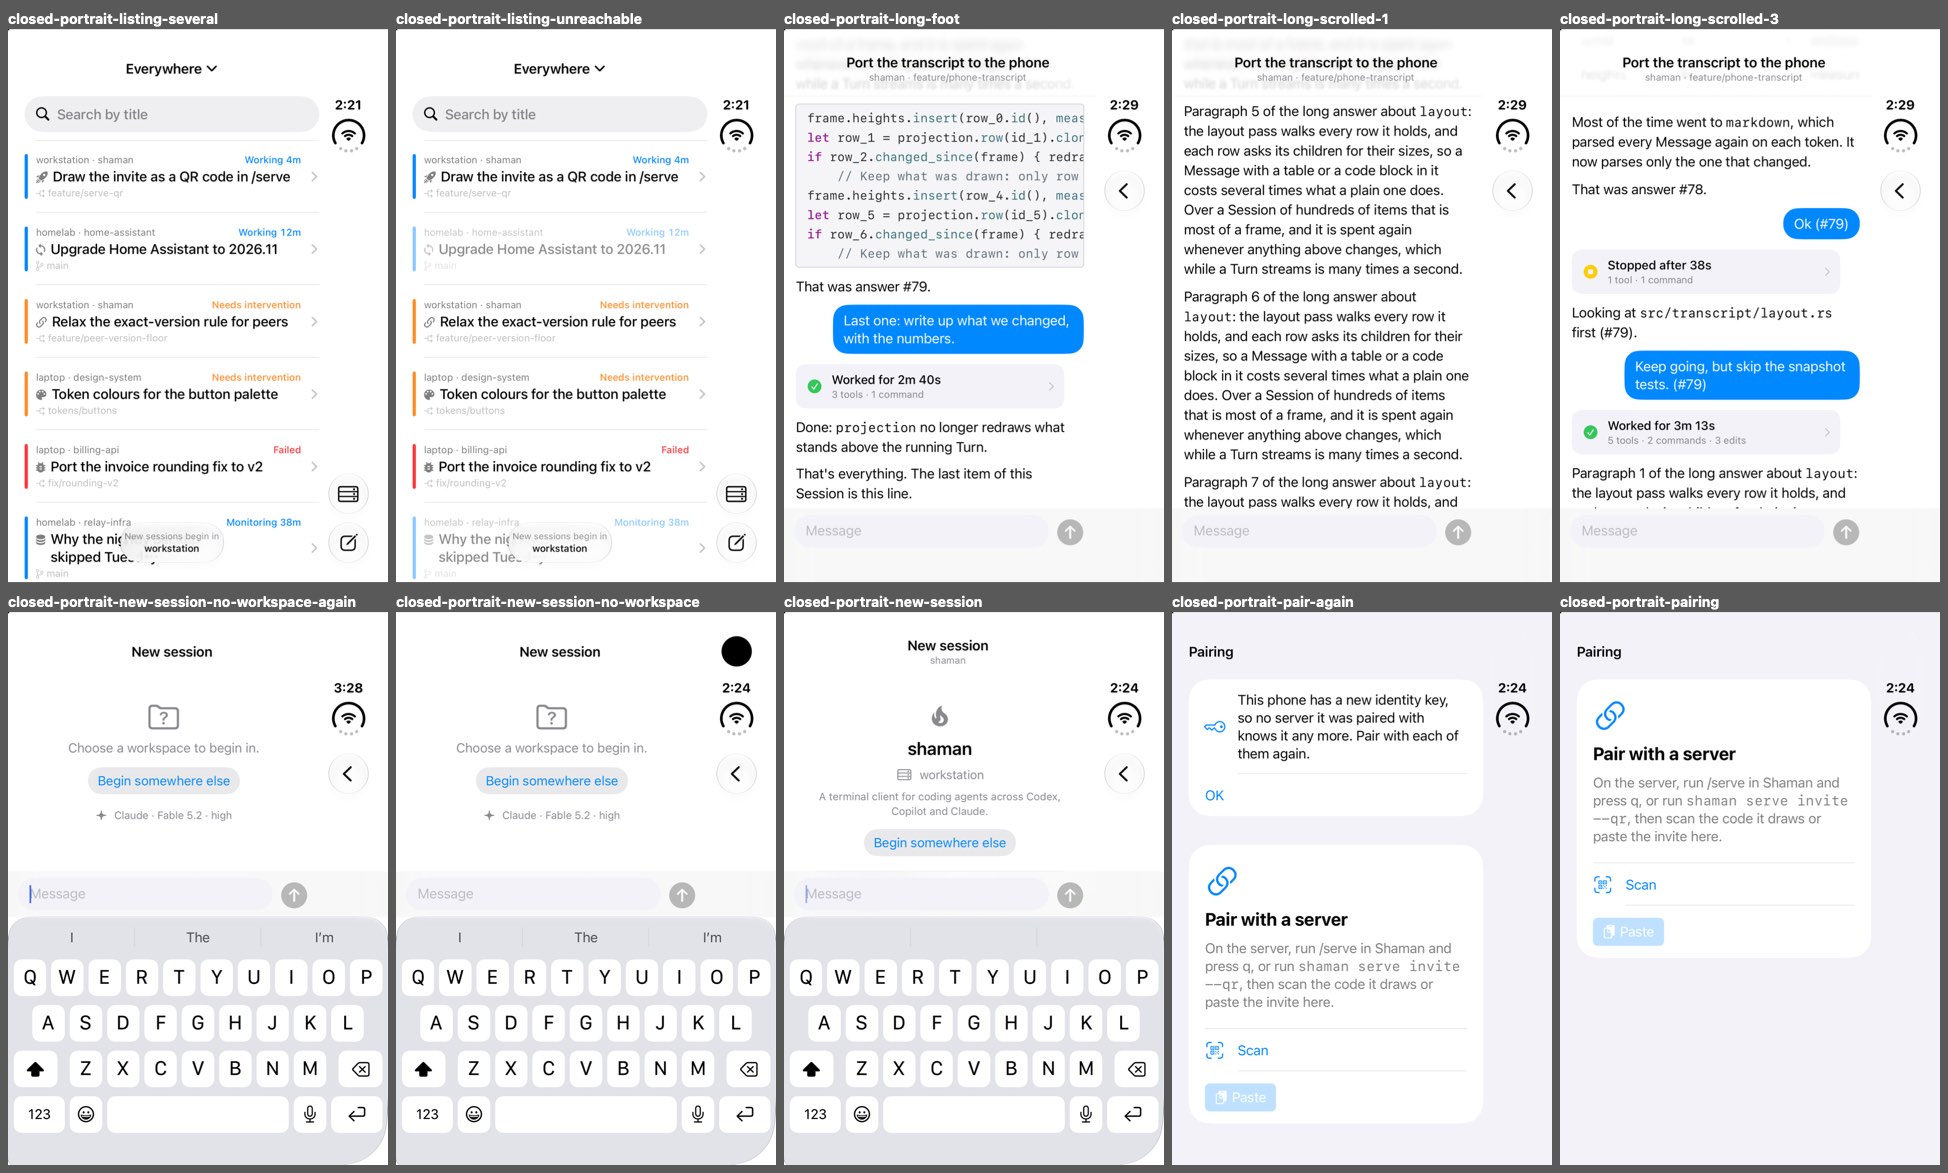 closed-portrait-listing-several
Everywhere
Search by title
2:21
workstation · shaman
Working 4m
Draw the invite as a QR code in /serve
feature/serve-qr
homelab · home-assistant
Working 12m
Upgrade Home Assistant to 2026.11
main
workstation · shaman
Needs intervention
Relax the exact-version rule for peers
feature/peer-version-floor
laptop · design-system
Needs intervention
Token colours for the button palette
tokens/buttons
laptop · billing-api
Failed
Port the invoice rounding fix to v2
fix/rounding-v2
homelab · relay-infra
Monitoring 38m
Why the
skipped
main
New sessions begin in
workstation
closed-portrait-listing-unreachable
Everywhere
Search by title
2:21
workstation · shaman
Working 4m
Draw the invite as a QR code in /serve
feature/serve-qr
homelab · home-assistant
Working 12m
Upgrade Home Assistant to 2026.11
main
workstation · shaman
Needs intervention
Relax the exact-version rule for peers
feature/peer-version-floor
laptop · design-system
Needs intervention
Token colours for the button palette
tokens/buttons
laptop · billing-api
Failed
Port the invoice rounding fix to v2
fix/rounding-v2
homelab · relay-infra
Monitoring 38m
Why the
skipped
main
New sessions begin in
workstation
closed-portrait-long-foot
Port the transcript to the phone
shaman · feature/phone-transcript
while a Turn streams is many times a second
2:29
frame.heights.insert(row_0.id(), meas
let row_1 = projection.row(id_1).clor
if row_2.changed_since(frame) { redra
// Keep what was drawn: only row
frame.heights.insert(row_4.id(), meas
let row_5 = projection.row(id_5).clor
if row_6.changed_since(frame) { redra
// Keep what was drawn: only row
That was answer #79.
Last one: write up what we changed,
with the numbers.
Worked for 2m 40s
3 tools · 1 command
Done: projection no longer redraws what
stands above the running Turn.
That's everything. The last item of this
Session is this line.
Message
closed-portrait-long-scrolled-1
Port the transcript to the phone
shaman · feature/phone-transcript
while a Turn streams is many times a second.
2:29
Paragraph 5 of the long answer about layout:
the layout pass walks every row it holds, and
each row asks its children for their sizes, so a
Message with a table or a code block in it
costs several times what a plain one does.
Over a Session of hundreds of items that is
most of a frame, and it is spent again
whenever anything above changes, which
while a Turn streams is many times a second.
Paragraph 6 of the long answer about
layout: the layout pass walks every row it
holds, and each row asks its children for their
sizes, so a Message with a table or a code
block in it costs several times what a plain one
does. Over a Session of hundreds of items
that is most of a frame, and it is spent again
whenever anything above changes, which
while a Turn streams is many times a second.
Paragraph 7 of the long answer about layout:
the layout pass walks every row it holds, and
Message
closed-portrait-long-scrolled-3
Port the transcript to the phone
shaman · feature/phone-transcript
2:29
Most of the time went to markdown, which
parsed every Message again on each token. It
now parses only the one that changed.
That was answer #78.
Ok (#79)
Stopped after 38s
1 tool · 1 command
Looking at src/transcript/layout.rs
first (#79).
Keep going, but skip the snapshot
tests. (#79)
Worked for 3m 13s
5 tools · 2 commands · 3 edits
Paragraph 1 of the long answer about layout:
the layout pass walks every row it holds, and
Message
closed-portrait-new-session-no-workspace-again
New session
3:28
Choose a workspace to begin in.
Begin somewhere else
Claude · Fable 5.2 · high
Message
I The I'm
Q W E R T Y U I O P
A S D F G H J K L
Z X C V B N M
123
closed-portrait-new-session-no-workspace
New session
2:24
Choose a workspace to begin in.
Begin somewhere else
Claude · Fable 5.2 · high
Message
I The I'm
Q W E R T Y U I O P
A S D F G H J K L
Z X C V B N M
123
closed-portrait-new-session
New session
shaman
2:24
shaman
workstation
A terminal client for coding agents across Codex,
Copilot and Claude.
Begin somewhere else
Message
Q W E R T Y U I O P
A S D F G H J K L
Z X C V B N M
123
closed-portrait-pair-again
Pairing
2:24
This phone has a new identity key,
so no server it was paired with
knows it any more. Pair with each of
them again.
OK
Pair with a server
On the server, run /serve in Shaman and
press q, or run shaman serve invite
--qr, then scan the code it draws or
paste the invite here.
Scan
Paste
closed-portrait-pairing
Pairing
2:24
Pair with a server
On the server, run /serve in Shaman and
press q, or run shaman serve invite
--qr, then scan the code it draws or
paste the invite here.
Scan
Paste